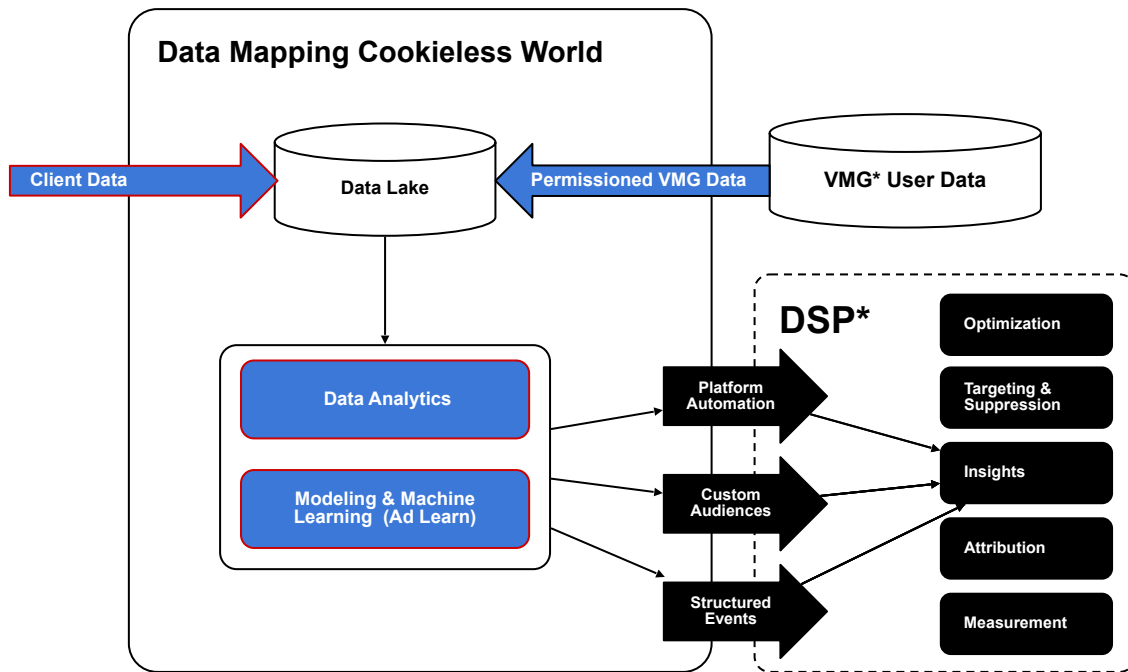 Data Mapping Cookieless World
Client Data
Data Lake
Permissioned VMG Data
VMG* User Data
DSP*
Optimization
Targeting &
Suppression
Insights
Attribution
Measurement
Data Analytics
Modeling & Machine
Learning (Ad Learn)
Platform
Automation
Custom
Audiences
Structured
Events